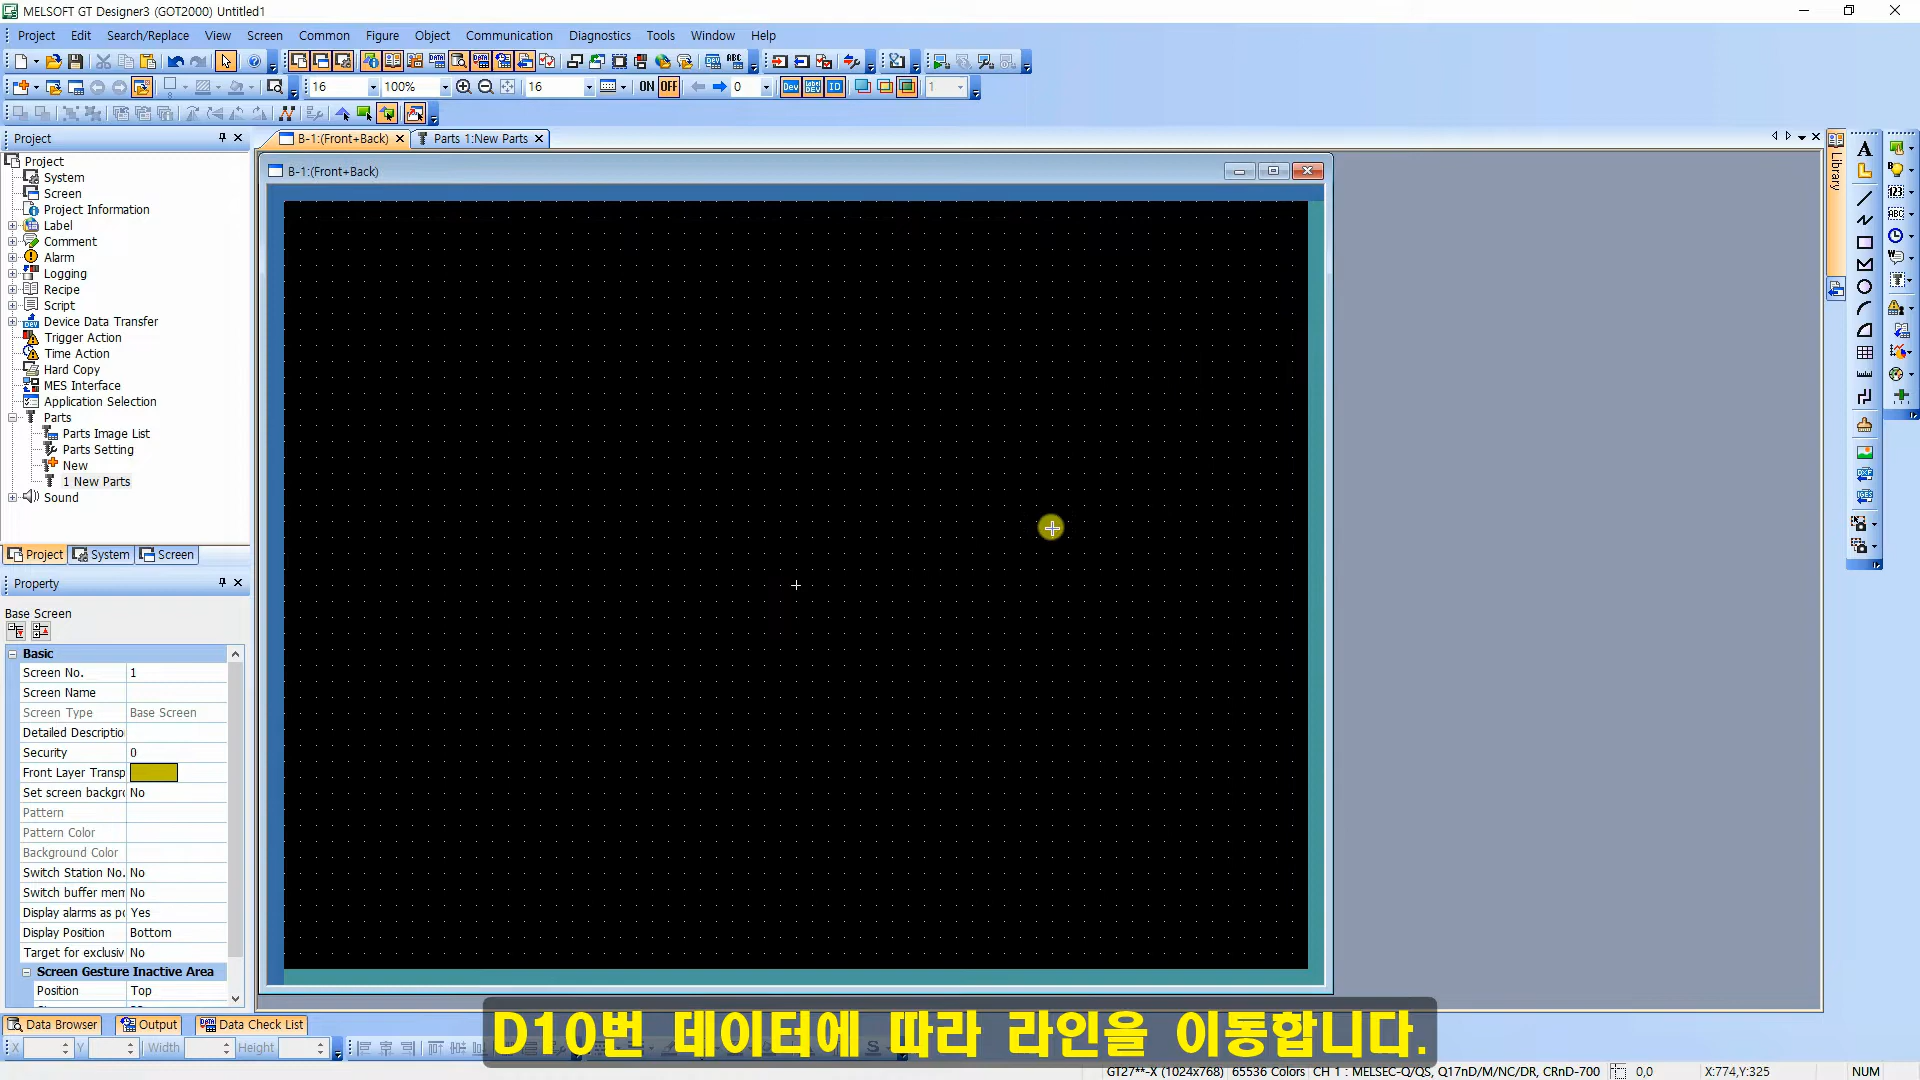 MELSOFT GT Designer3 (GOT2000) Untitled1
Project Edit Search/Replace View Screen Common Figure Object Communication Diagnostics Tools Window Help
16 100% 16 ON OFF 0 Dev ID 1
Project
B-1:(Front+Back) Parts 1:New Parts
B-1:(Front+Back)
Library
Project
System
Screen
Project Information
Label
Comment
Alarm
Logging
Recipe
Script
Device Data Transfer
Trigger Action
Time Action
Hard Copy
MES Interface
Application Selection
Parts
Parts Image List
Parts Setting
New
1 New Parts
Sound
Project System Screen
Property
Base Screen
Basic
Screen No. 1
Screen Name
Screen Type Base Screen
Detailed Descriptio
Security 0
Front Layer Transp
Set screen backgr No
Pattern
Pattern Color
Background Color
Switch Station No. No
Switch buffer mem No
Display alarms as p Yes
Display Position Bottom
Target for exclusiv No
Screen Gesture Inactive Area
Position Top
Data Browser Output Data Check List
X Y Width Height
D10번 데이터에 따라 라인을 이동합니다.
GT27**-X (1024x768) 65536 Colors CH 1 : MELSEC-Q/QS, Q17nD/M/NC/DR, CRnD-700 0,0 X:774,Y:325 NUM